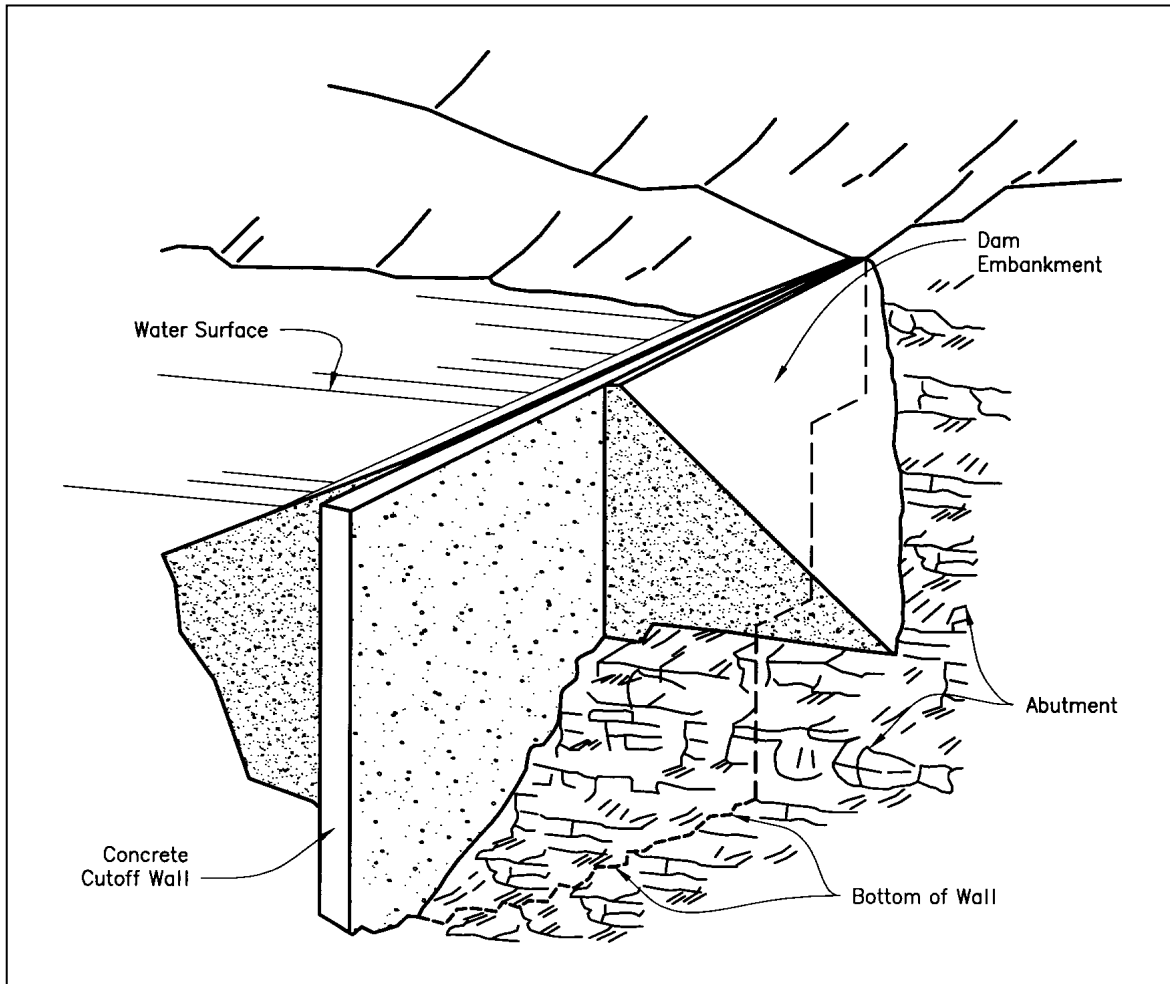 Dam
Embankment
Water Surface
Abutment
Concrete
Cutoff Wall
Bottom of Wall